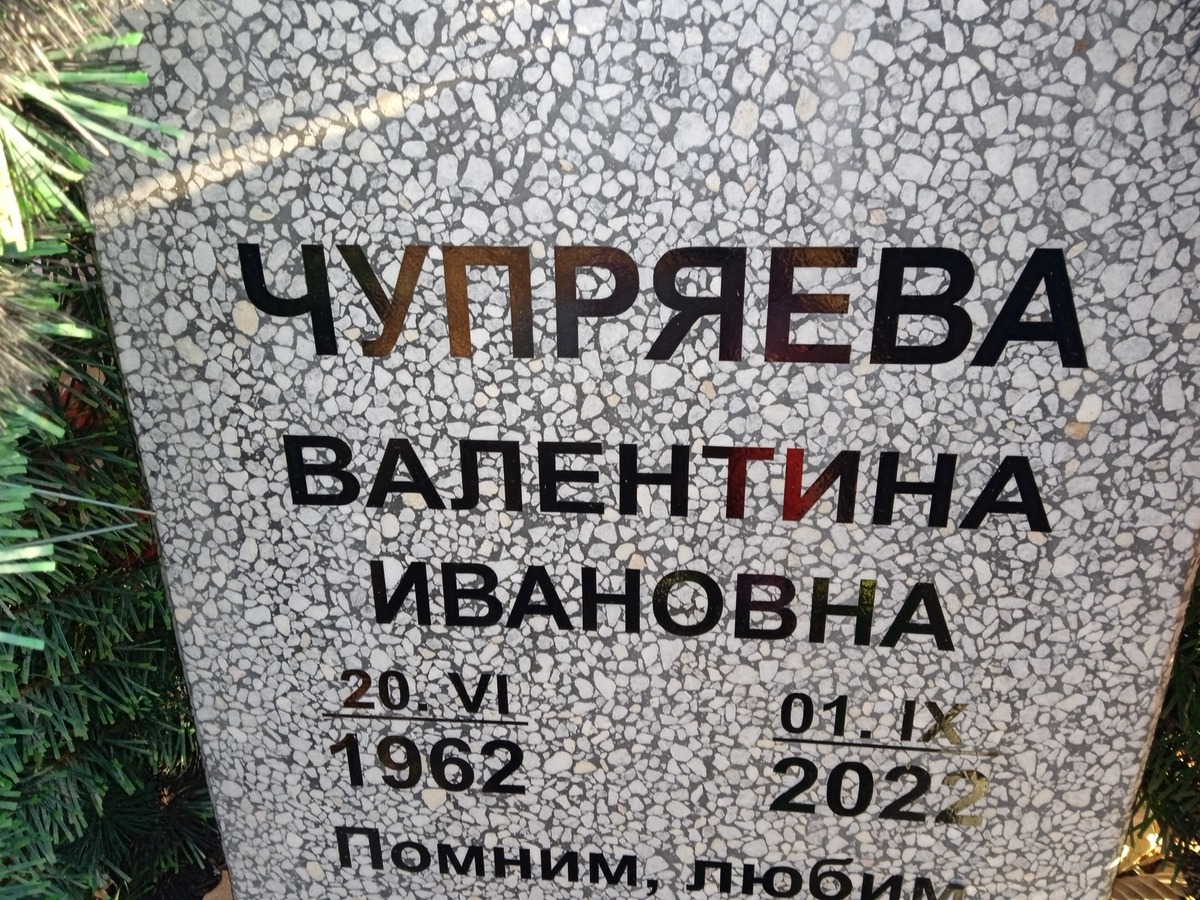 ЧУПРЯЕВА
ВАЛЕНТИНА
ИВАНОВНА
20. VI 01. IX
1962 2022
Помним, любим